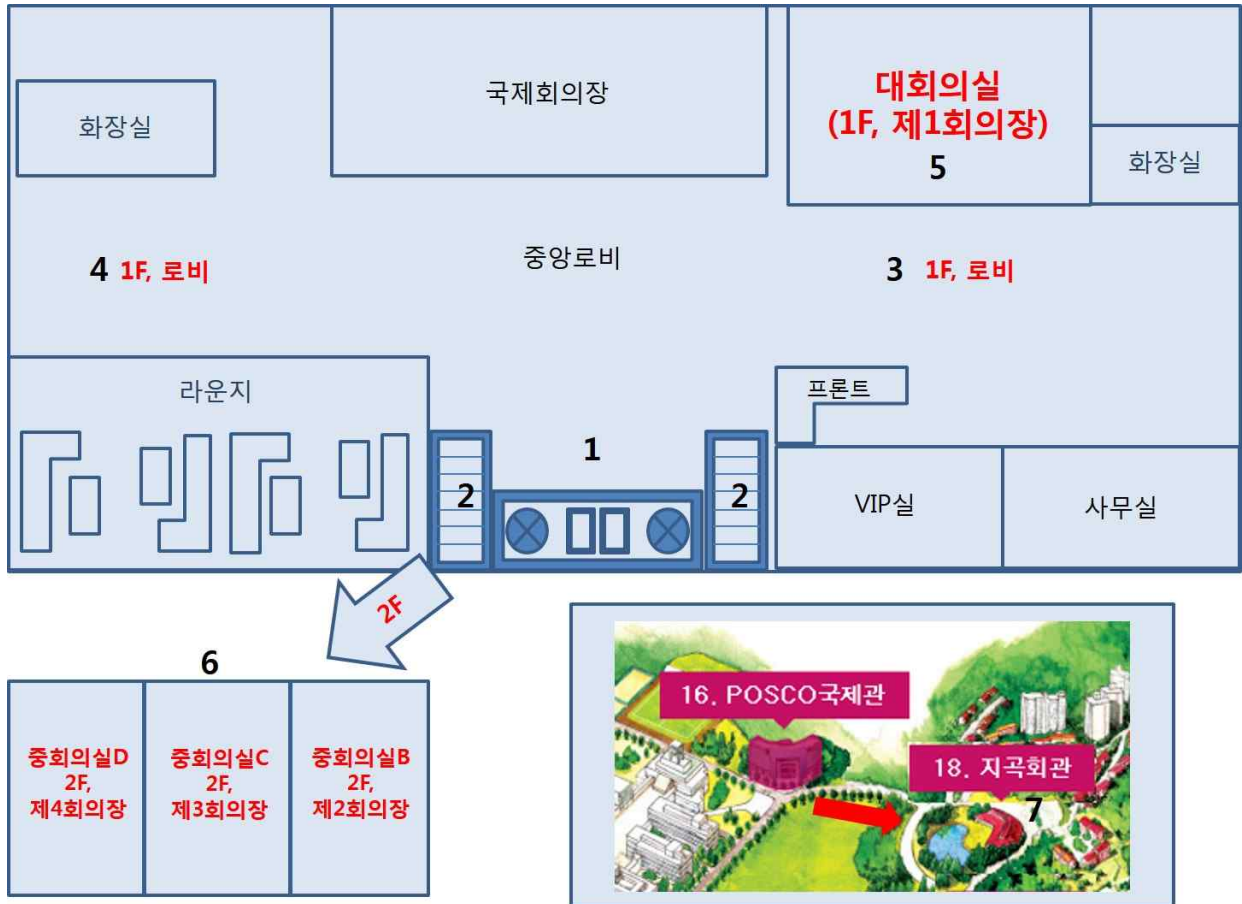 화장실
국제회의장
대회의실
(1F, 제1회의장)
5
화장실
4 1F, 로비
중앙로비
3 1F, 로비
라운지
프론트
1
2
2
VIP실
사무실
2F
6
중회의실D
2F,
제4회의장
중회의실C
2F,
제3회의장
중회의실B
2F,
제2회의장
16. POSCO국제관
18. 지곡회관
7